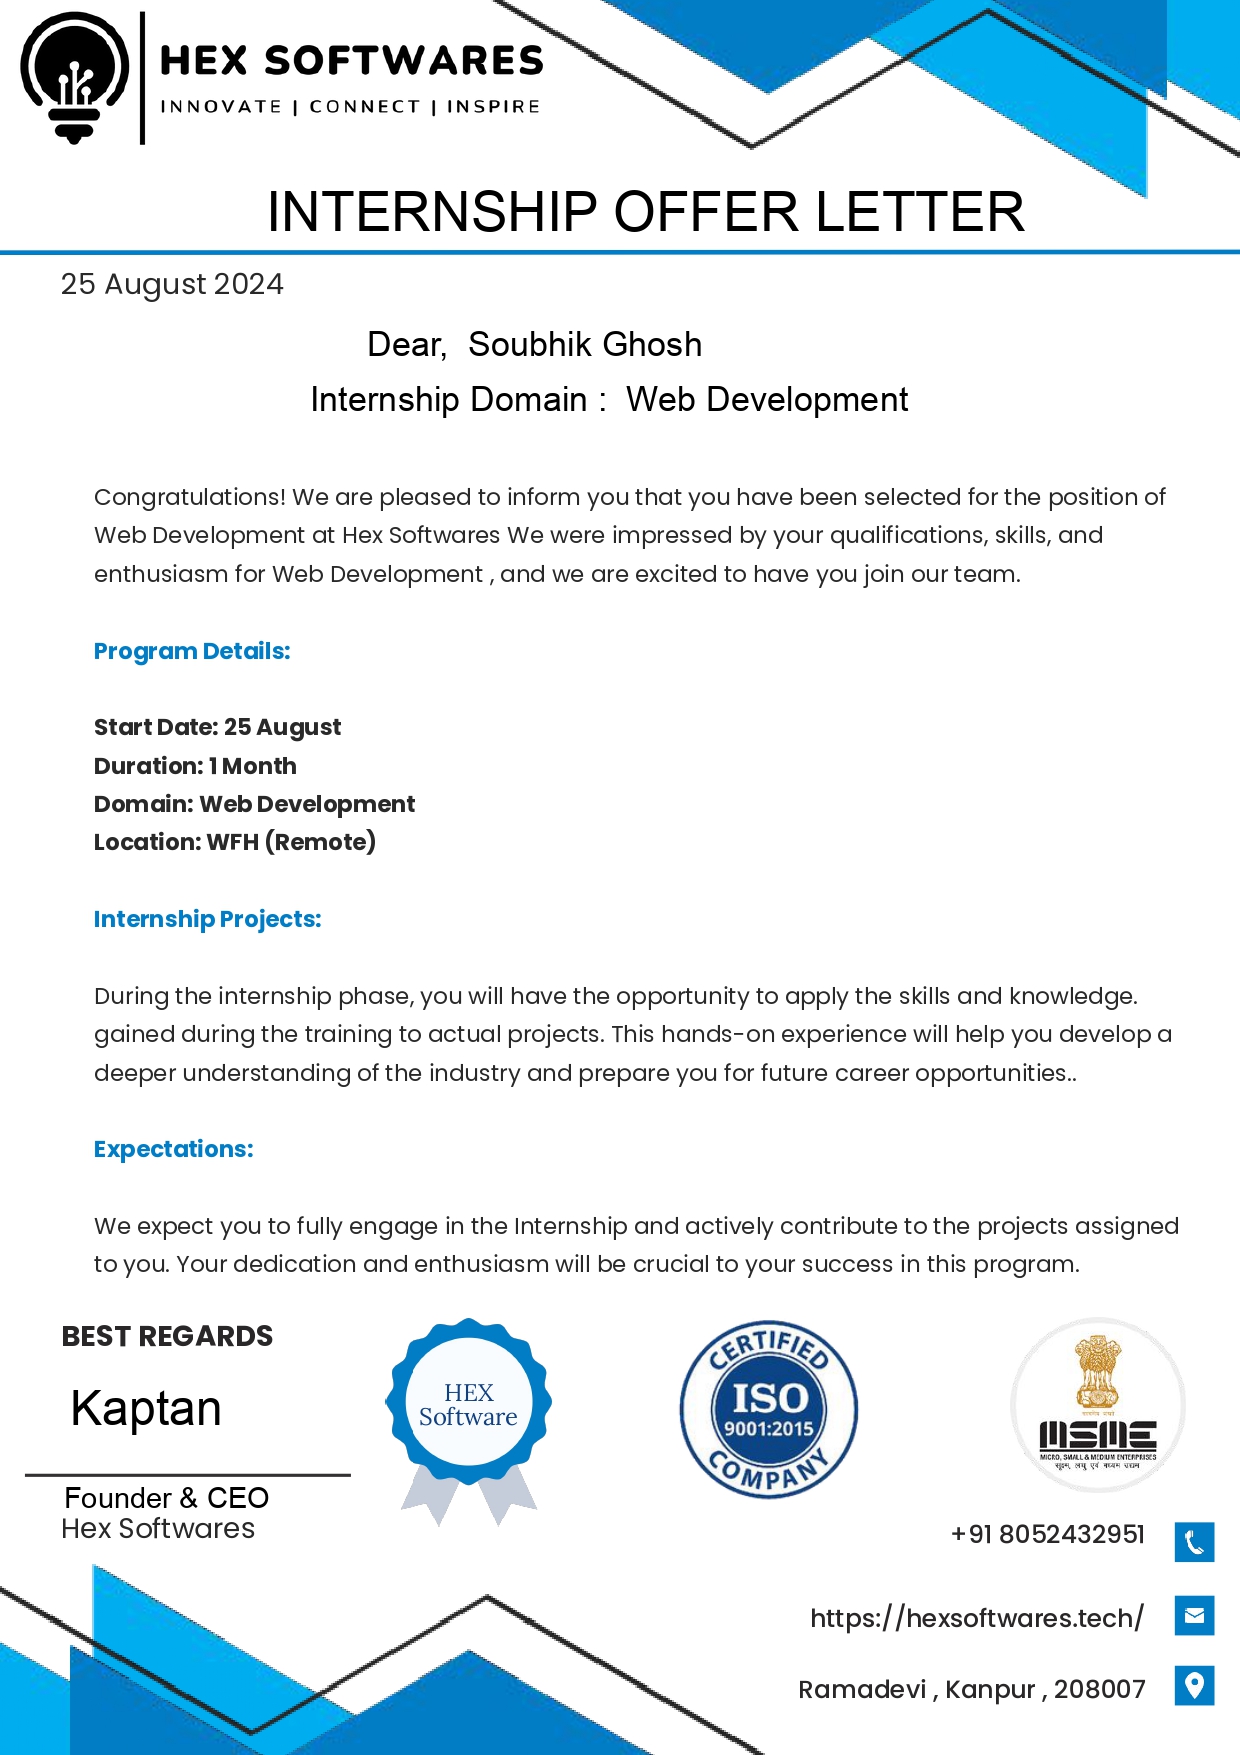 HEX SOFTWARES
INNOVATE | CONNECT | INSPIRE
INTERNSHIP OFFER LETTER
25 August 2024
Dear, Soubhik Ghosh
Internship Domain : Web Development
Congratulations! We are pleased to inform you that you have been selected for the position of
Web Development at Hex Softwares We were impressed by your qualifications, skills, and
enthusiasm for Web Development , and we are excited to have you join our team.
Program Details:
Start Date: 25 August
Duration: 1 Month
Domain: Web Development
Location: WFH (Remote)
Internship Projects:
During the internship phase, you will have the opportunity to apply the skills and knowledge.
gained during the training to actual projects. This hands-on experience will help you develop a
deeper understanding of the industry and prepare you for future career opportunities..
Expectations:
We expect you to fully engage in the Internship and actively contribute to the projects assigned
to you. Your dedication and enthusiasm will be crucial to your success in this program.
BEST REGARDS
Kaptan
Founder & CEO
Hex Softwares
HEX
Software
CERTIFIED
ISO
9001:2015
COMPANY
सत्यमेव जयते
MSME
MICRO, SMALL & MEDIUM ENTERPRISES
सूक्ष्म, लघु एवं मध्यम उद्यम
+91 8052432951
https://hexsoftwares.tech/
Ramadevi , Kanpur , 208007